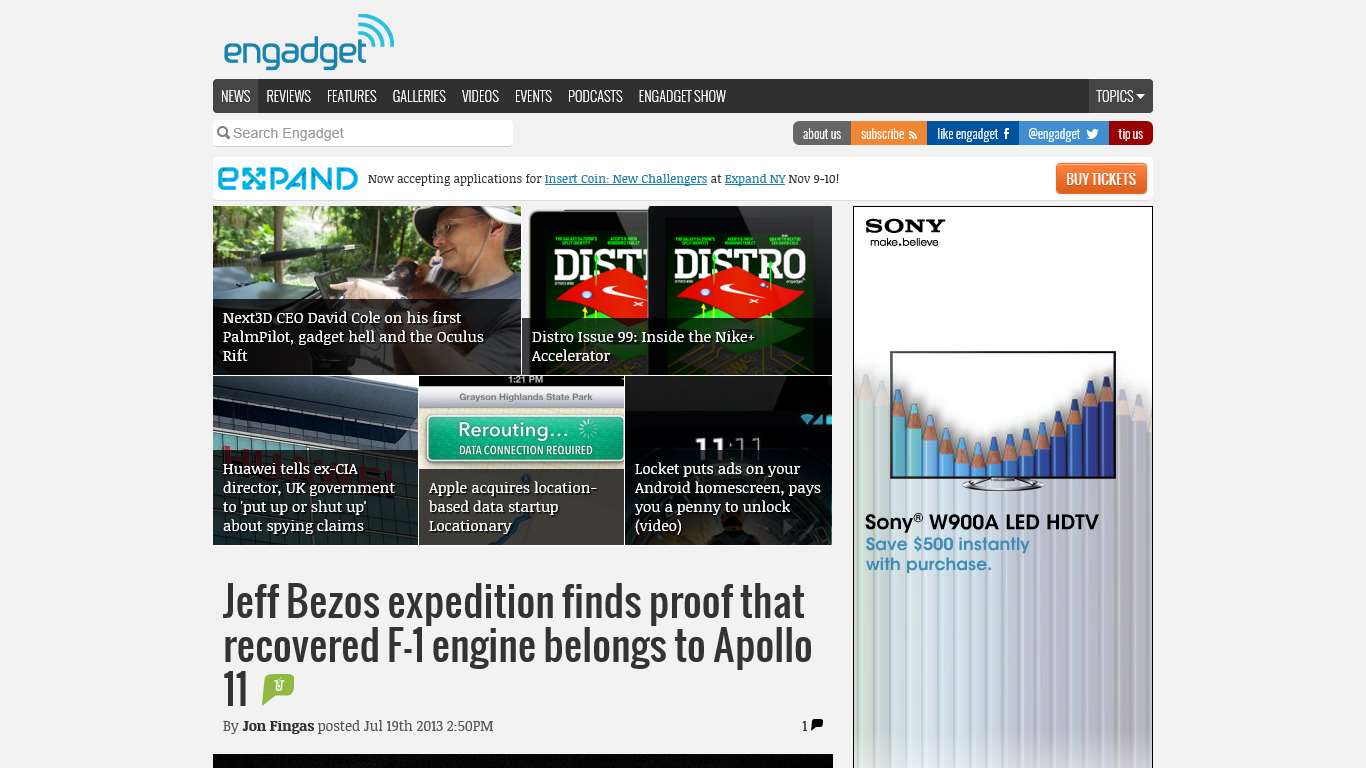 engadget
NEWS REVIEWS FEATURES GALLERIES VIDEOS EVENTS PODCASTS ENGADGET SHOW TOPICS
Search Engadget
about us subscribe like engadget @engadget tip us
EXPAND Now accepting applications for Insert Coin: New Challengers at Expand NY Nov 9-10! BUY TICKETS
Next3D CEO David Cole on his first
PalmPilot, gadget hell and the Oculus
Rift
DISTRO
Distro Issue 99: Inside the Nike+
Accelerator
Huawei tells ex-CIA
director, UK government
to 'put up or shut up'
about spying claims
1:21 PM
Grayson Highlands State Park
Rerouting...
DATA CONNECTION REQUIRED
Apple acquires location-
based data startup
Locationary
11:11
Locket puts ads on your
Android homescreen, pays
you a penny to unlock
(video)
SONY
make.believe
Sony® W900A LED HDTV
Save $500 instantly
with purchase.
Jeff Bezos expedition finds proof that
recovered F-1 engine belongs to Apollo
11
By Jon Fingas posted Jul 19th 2013 2:50PM 1